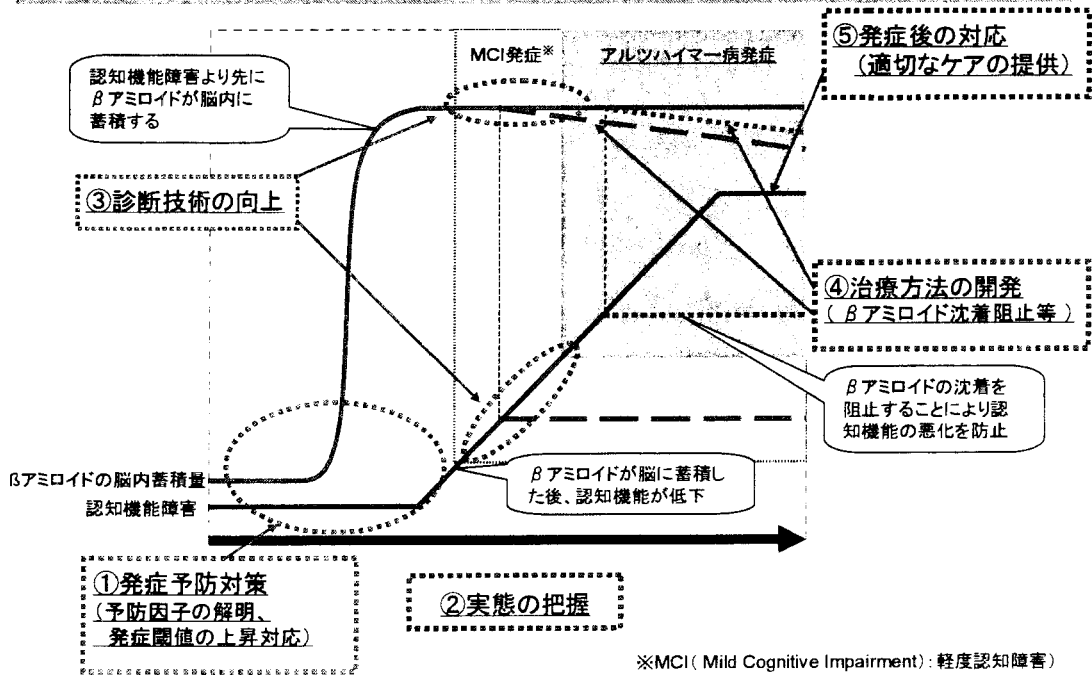 MCI発症※
アルツハイマー病発症
⑤発症後の対応
(適切なケアの提供)
認知機能障害より先に
βアミロイドが脳内に
蓄積する
③診断技術の向上
④治療方法の開発
(βアミロイド沈着阻止等)
βアミロイドの沈着を
阻止することにより認
知機能の悪化を防止
βアミロイドが脳に蓄積し
た後、認知機能が低下
βアミロイドの脳内蓄積量
認知機能障害
①発症予防対策
(予防因子の解明、
発症閾値の上昇対応)
②実態の把握
※MCI( Mild Cognitive Impairment):軽度認知障害)